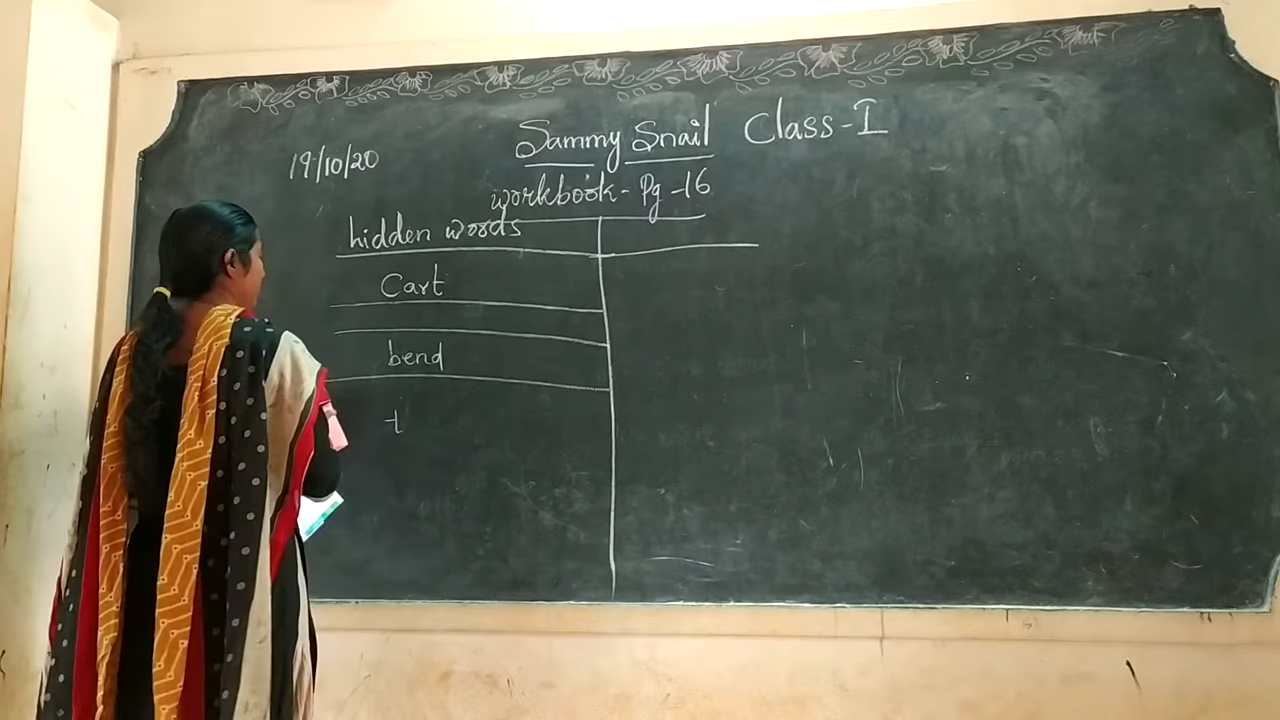 Sammy Snail Class-I
19/10/20
workbook - Pg -16
hidden words
Cart
bend
t